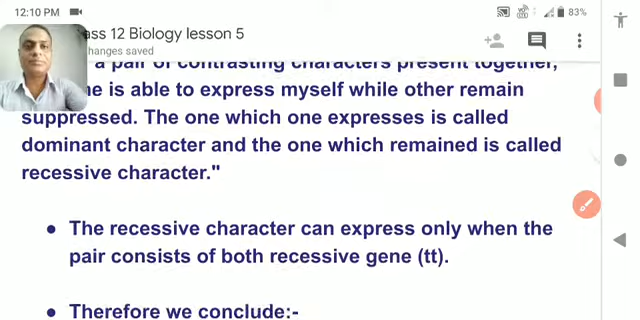 12:10 PM
83%
ass 12 Biology lesson 5
hanges saved
a pair of contrasting characters present together,
ne is able to express myself while other remain
suppressed. The one which one expresses is called
dominant character and the one which remained is called
recessive character."
• The recessive character can express only when the
pair consists of both recessive gene (tt).
• Therefore we conclude:-